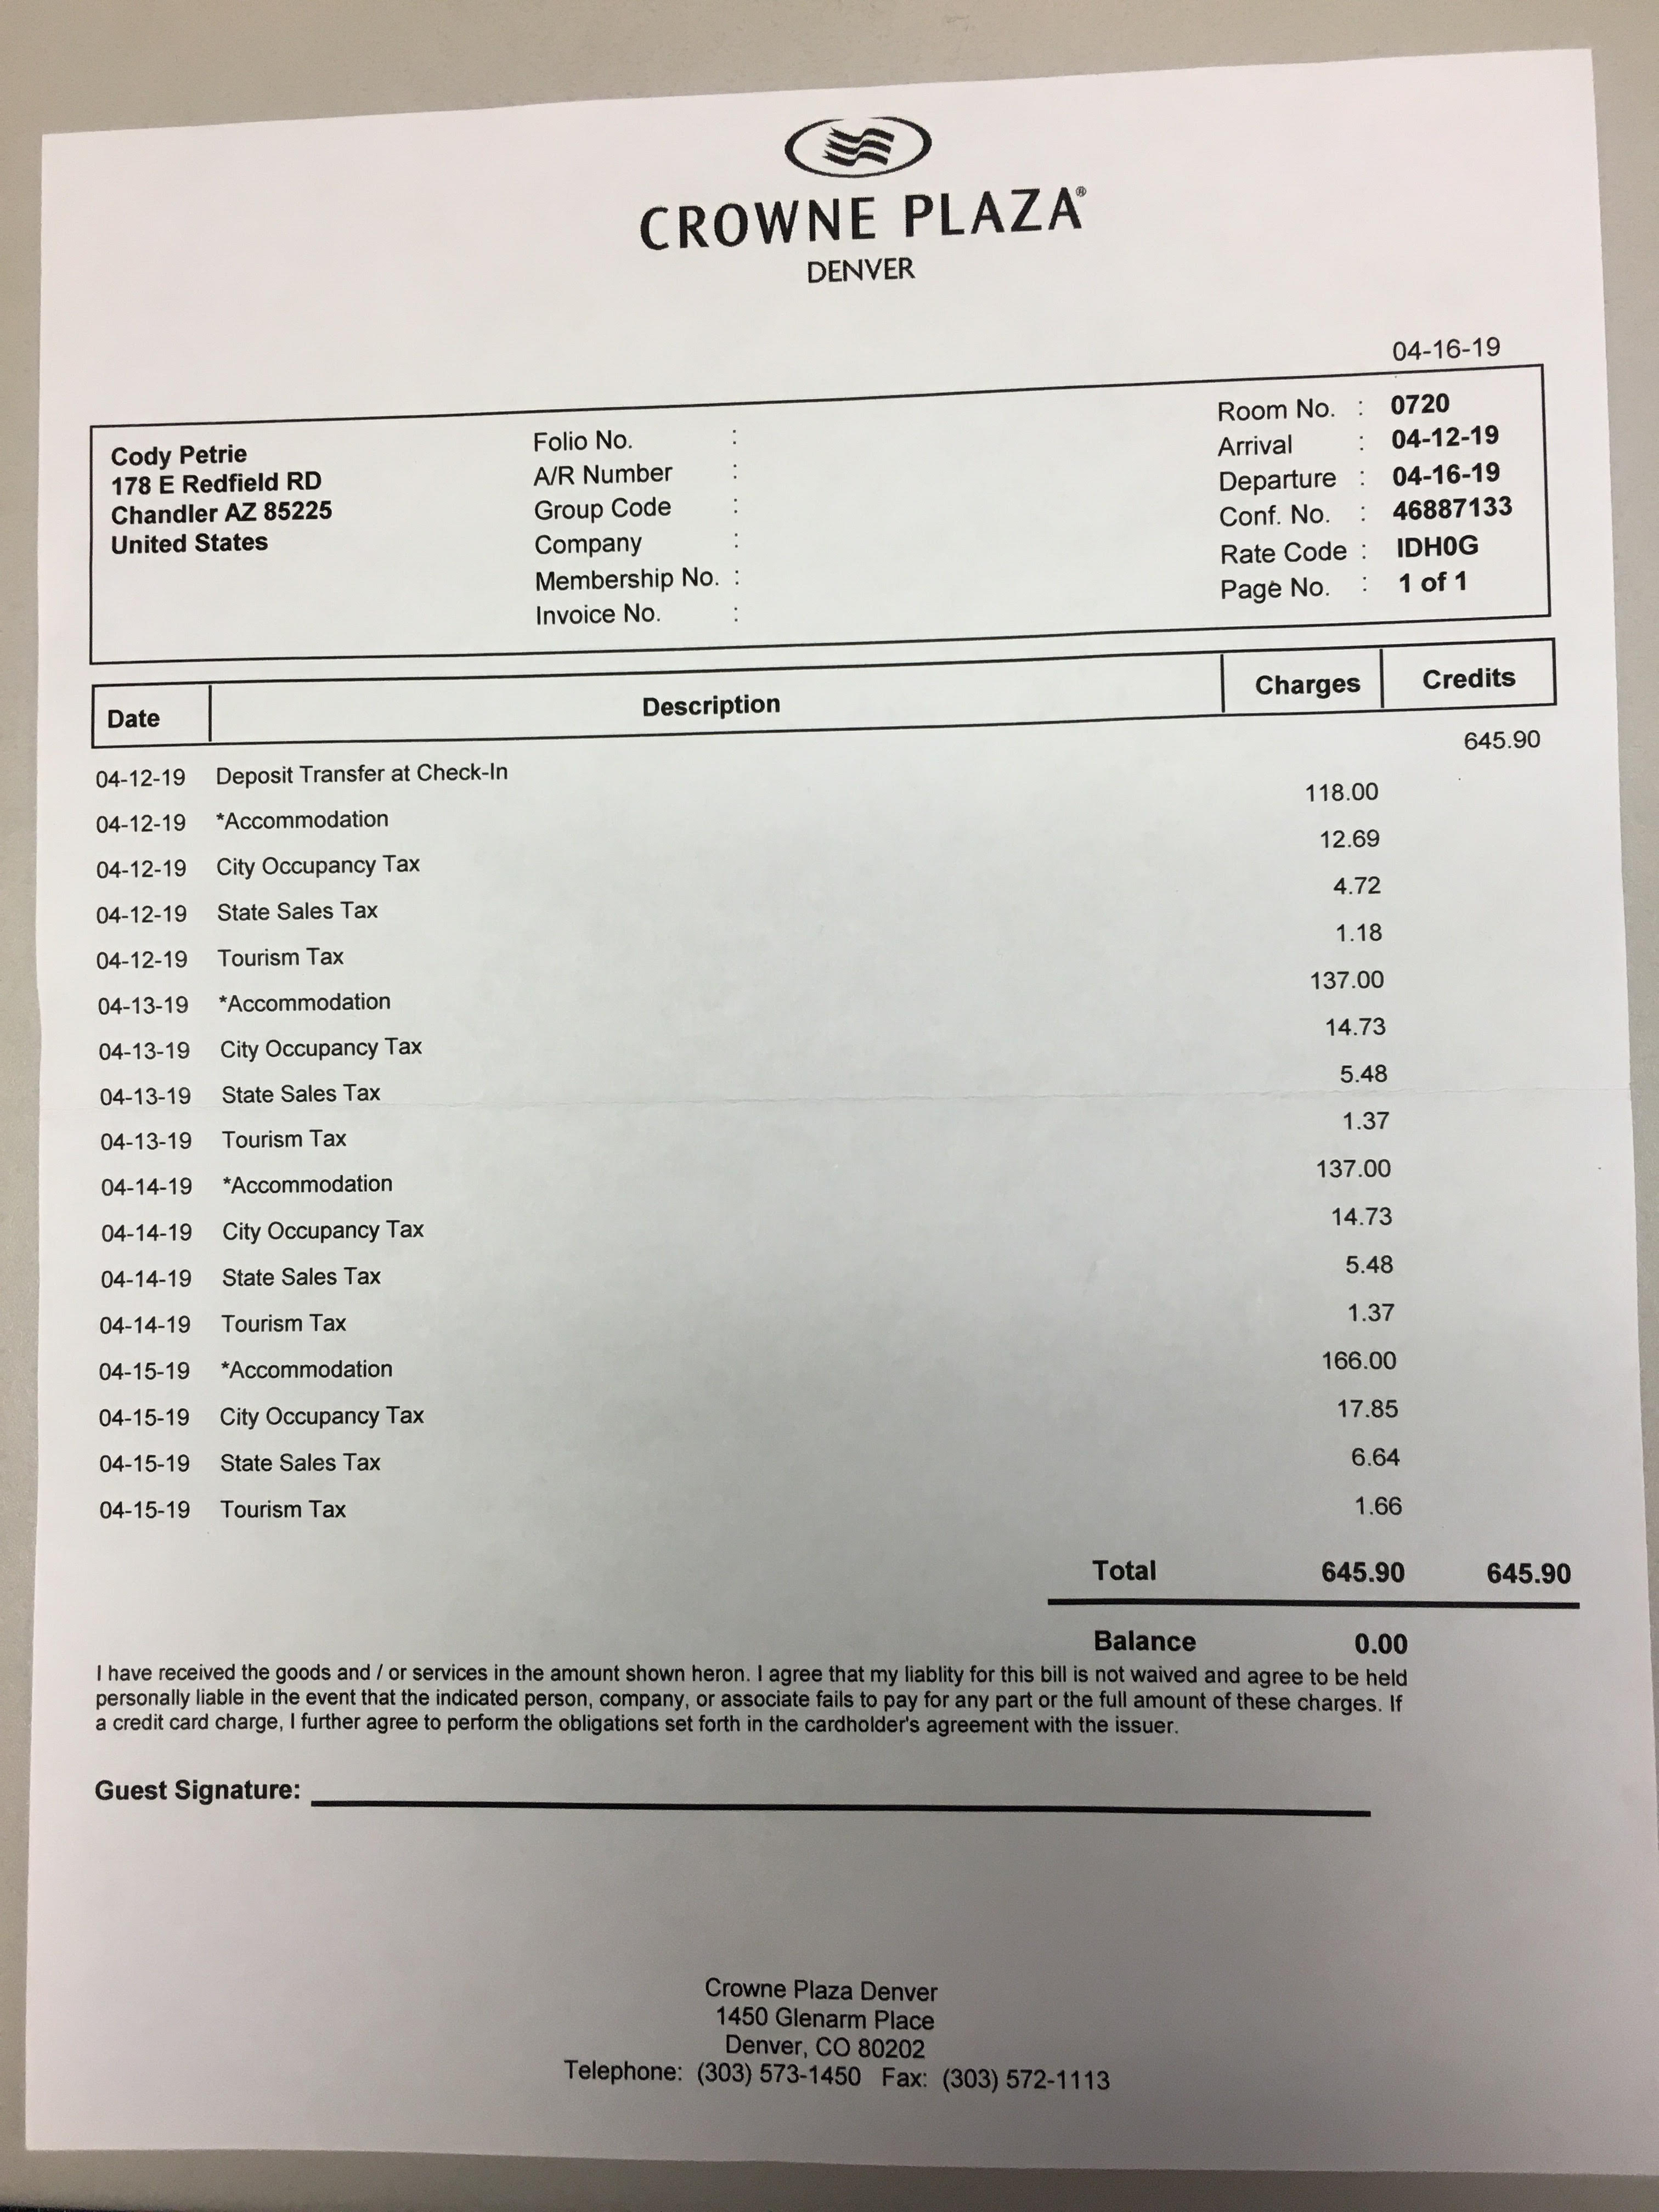 CROWNE PLAZA®
DENVER
04-16-19
Cody Petrie
178 E Redfield RD
Chandler AZ 85225
United States
Folio No. :
A/R Number :
Group Code :
Company :
Membership No. :
Invoice No. :
Room No. : 0720
Arrival : 04-12-19
Departure : 04-16-19
Conf. No. : 46887133
Rate Code : IDH0G
Page No. : 1 of 1
Date Description Charges Credits
04-12-19 Deposit Transfer at Check-In 645.90
04-12-19 *Accommodation 118.00
04-12-19 City Occupancy Tax 12.69
04-12-19 State Sales Tax 4.72
04-12-19 Tourism Tax 1.18
04-13-19 *Accommodation 137.00
04-13-19 City Occupancy Tax 14.73
04-13-19 State Sales Tax 5.48
04-13-19 Tourism Tax 1.37
04-14-19 *Accommodation 137.00
04-14-19 City Occupancy Tax 14.73
04-14-19 State Sales Tax 5.48
04-14-19 Tourism Tax 1.37
04-15-19 *Accommodation 166.00
04-15-19 City Occupancy Tax 17.85
04-15-19 State Sales Tax 6.64
04-15-19 Tourism Tax 1.66
Total 645.90 645.90
Balance 0.00
I have received the goods and / or services in the amount shown heron. I agree that my liablity for this bill is not waived and agree to be held
personally liable in the event that the indicated person, company, or associate fails to pay for any part or the full amount of these charges. If
a credit card charge, I further agree to perform the obligations set forth in the cardholder's agreement with the issuer.
Guest Signature:
Crowne Plaza Denver
1450 Glenarm Place
Denver, CO 80202
Telephone: (303) 573-1450 Fax: (303) 572-1113